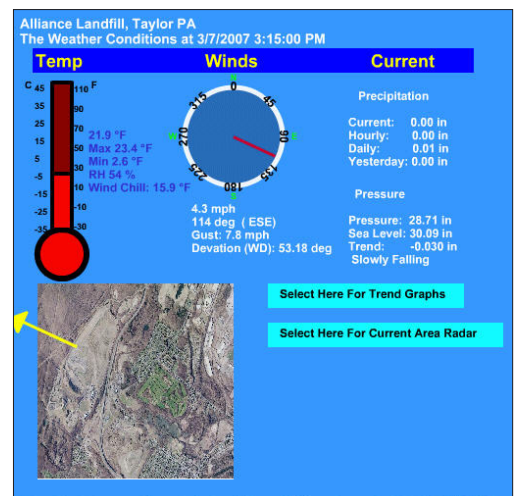 Alliance Landfill, Taylor PA
The Weather Conditions at 3/7/2007 3:15:00 PM
Temp
Winds
Current
C
F
45
35
25
15
5
-5
-15
-25
-35
110
90
70
50
30
10
-10
-30
21.9 °F
Max 23.4 °F
Min 2.6 °F
RH 54 %
Wind Chill: 15.9 °F
0
45
90
135
180
225
270
315
4.3 mph
114 deg ( ESE)
Gust: 7.8 mph
Devation (WD): 53.18 deg
Precipitation
Current: 0.00 in
Hourly: 0.00 in
Daily: 0.01 in
Yesterday: 0.00 in
Pressure
Pressure: 28.71 in
Sea Level: 30.09 in
Trend: -0.030 in
Slowly Falling
Select Here For Trend Graphs
Select Here For Current Area Radar